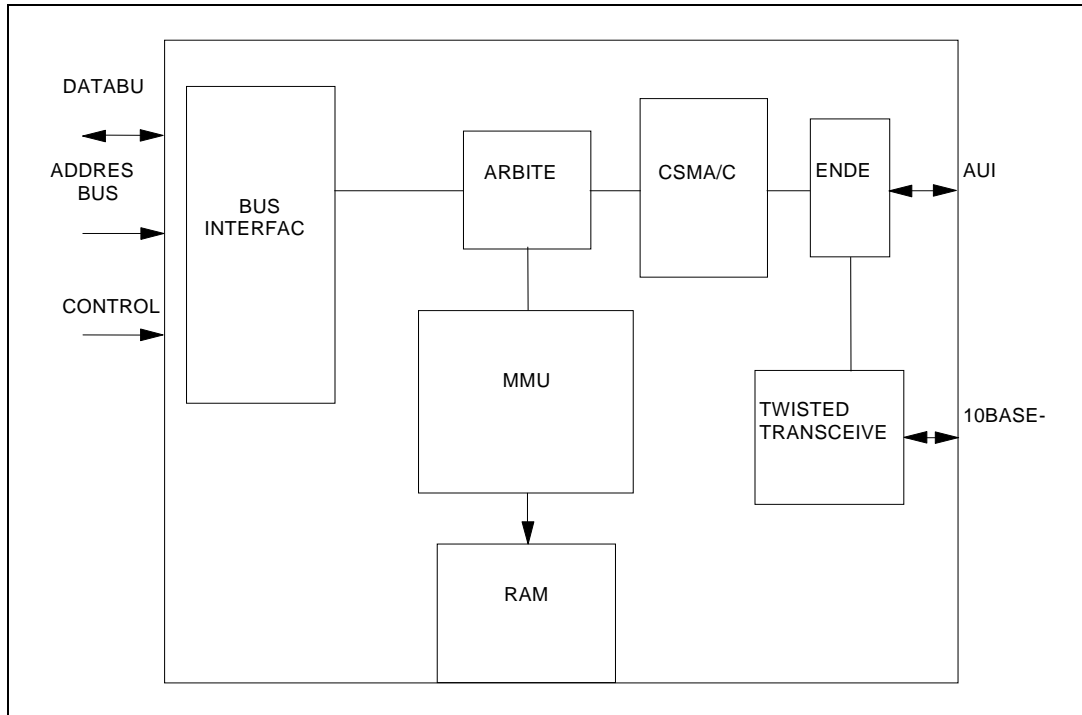 DATABU
ADDRES
BUS
CONTROL
BUS
INTERFAC
ARBITE
CSMA/C
ENDE
AUI
MMU
TWISTED
TRANSCEIVE
10BASE-
RAM